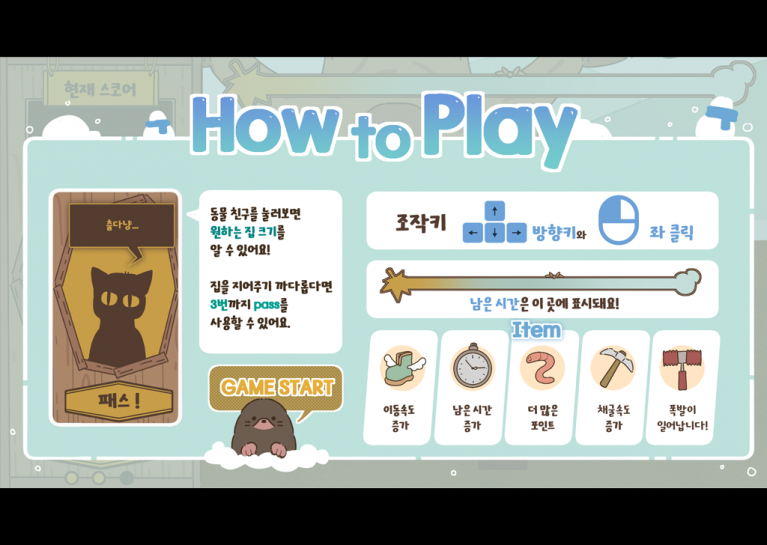 현재 스코어
How to Play
춥다냥...
패스!
동물 친구를 눌러보면
원하는 집 크기를
알 수 있어요!
집을 지어주기 까다롭다면
3번까지 pass를
사용할 수 있어요.
GAME START
조작키
방향키와
좌 클릭
남은 시간은 이 곳에 표시돼요!
Item
이동속도
증가
남은 시간
증가
더 많은
포인트
채굴속도
증가
폭발이
일어납니다!